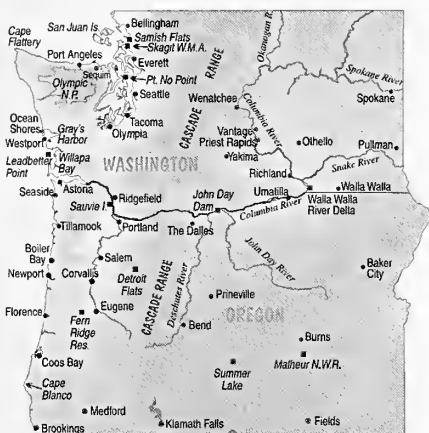 Bellingham
San Juan Is
Samish Flats
Skagit W.M.A.
Cape
Flattery
Port Angeles
Everett
Sequim
Pt. No Point
Olympic
N.P.
Seattle
CASCADE RANGE
Okanogan R.
Spokane River
Wenatchee
Spokane
Columbia River
Tacoma
Ocean
Shores
Gray's
Harbor
Olympia
Vantage
Priest Rapids
Othello
Pullman
Westport
Yakima
WASHINGTON
Leadbetter
Point
Willapa
Bay
Richland
Snake River
Astoria
Seaside
Ridgefield
John Day
Dam
Umatilla
Walla Walla
Sauvie I.
Columbia River
Walla Walla
River Delta
Tillamook
Portland
The Dalles
Boiler
Bay
Salem
John Day River
Baker
City
Newport
Corvallis
Detroit
Flats
CASCADE RANGE
Deschutes River
Prineville
Florence
Eugene
Bend
OREGON
Fern
Ridge
Res.
Burns
Malheur N.W.R.
Coos Bay
Summer
Lake
Cape
Blanco
Medford
Klamath Falls
Fields
Brookings